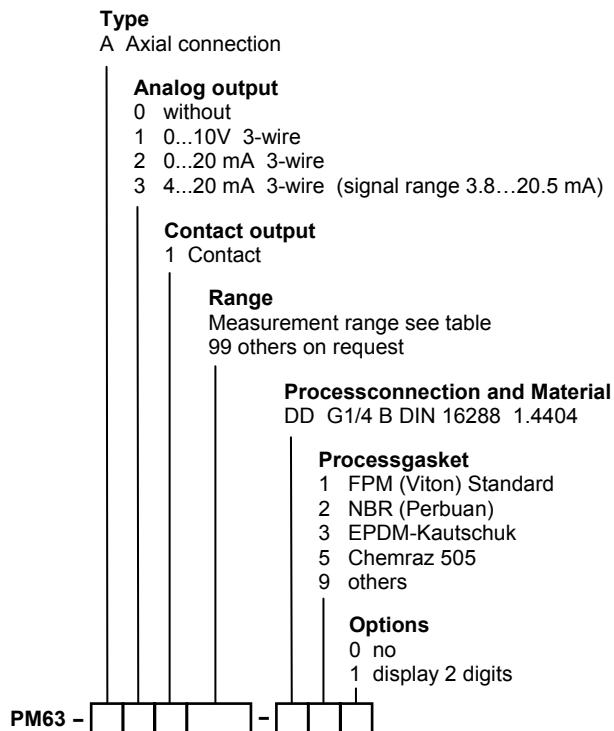 Type
A Axial connection
Analog output
0 without
1 0...10V 3-wire
2 0...20 mA 3-wire
3 4...20 mA 3-wire (signal range 3.8…20.5 mA)
Contact output
1 Contact
Range
Measurement range see table
99 others on request
Processconnection and Material
DD G1/4 B DIN 16288 1.4404
Processgasket
1 FPM (Viton) Standard
2 NBR (Perbuan)
3 EPDM-Kautschuk
5 Chemraz 505
9 others
Options
0 no
1 display 2 digits
PM63 – –